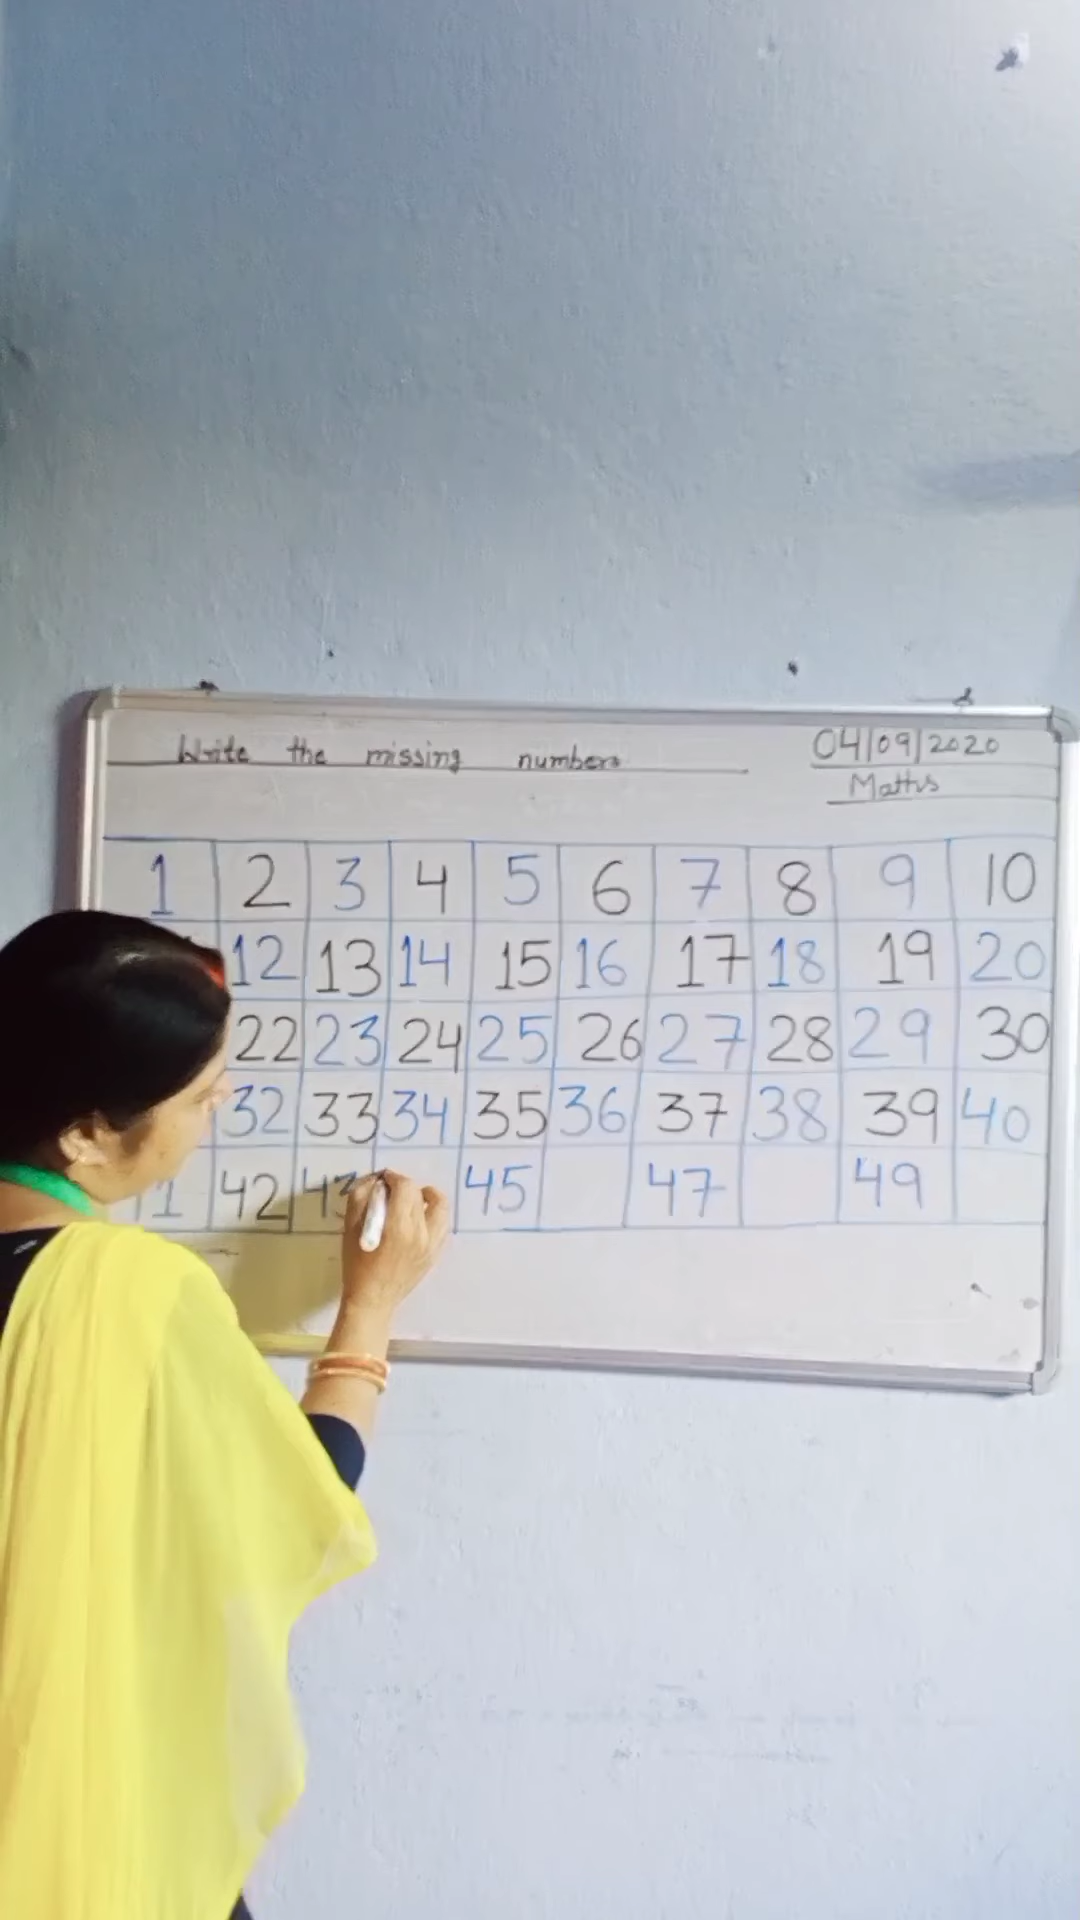 Write the missing numbers
04/09/2020
Maths
1 2 3 4 5 6 7 8 9 10
12 13 14 15 16 17 18 19 20
22 23 24 25 26 27 28 29 30
32 33 34 35 36 37 38 39 40
1 42 43 45 47 49